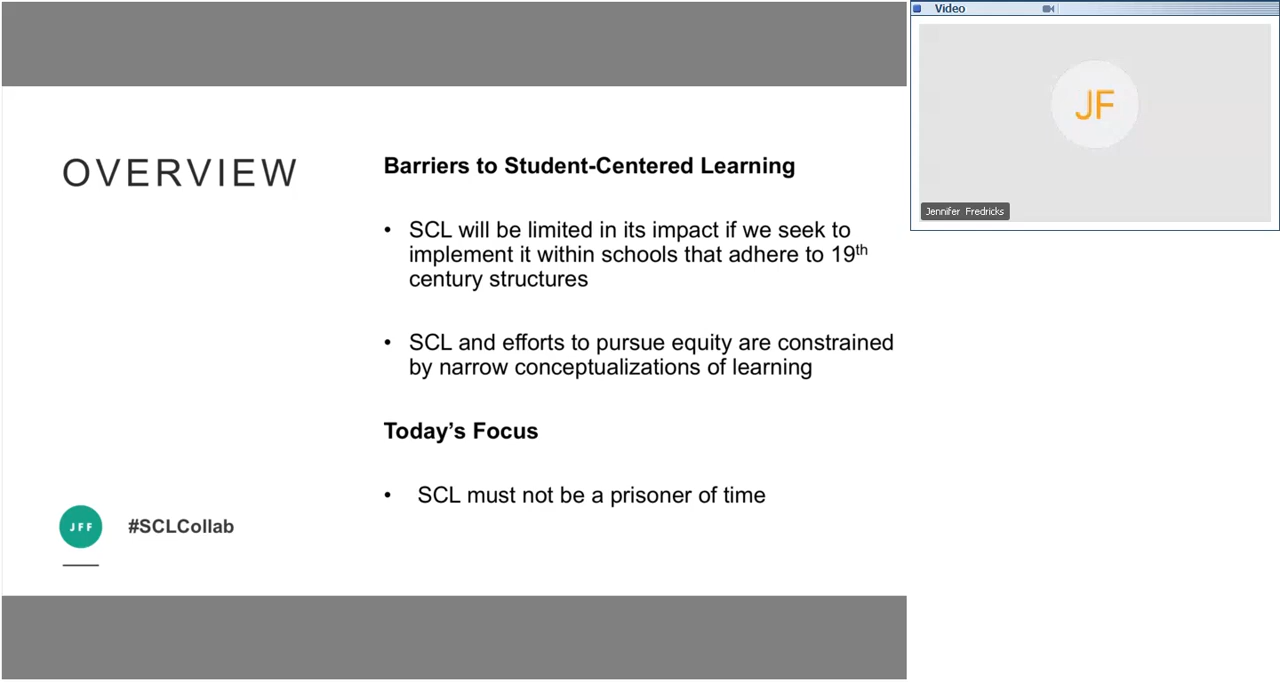 OVERVIEW
Barriers to Student-Centered Learning
• SCL will be limited in its impact if we seek to
implement it within schools that adhere to 19th
century structures
• SCL and efforts to pursue equity are constrained
by narrow conceptualizations of learning
Today’s Focus
• SCL must not be a prisoner of time
JFF
#SCLCollab
Video
JF
Jennifer Fredricks